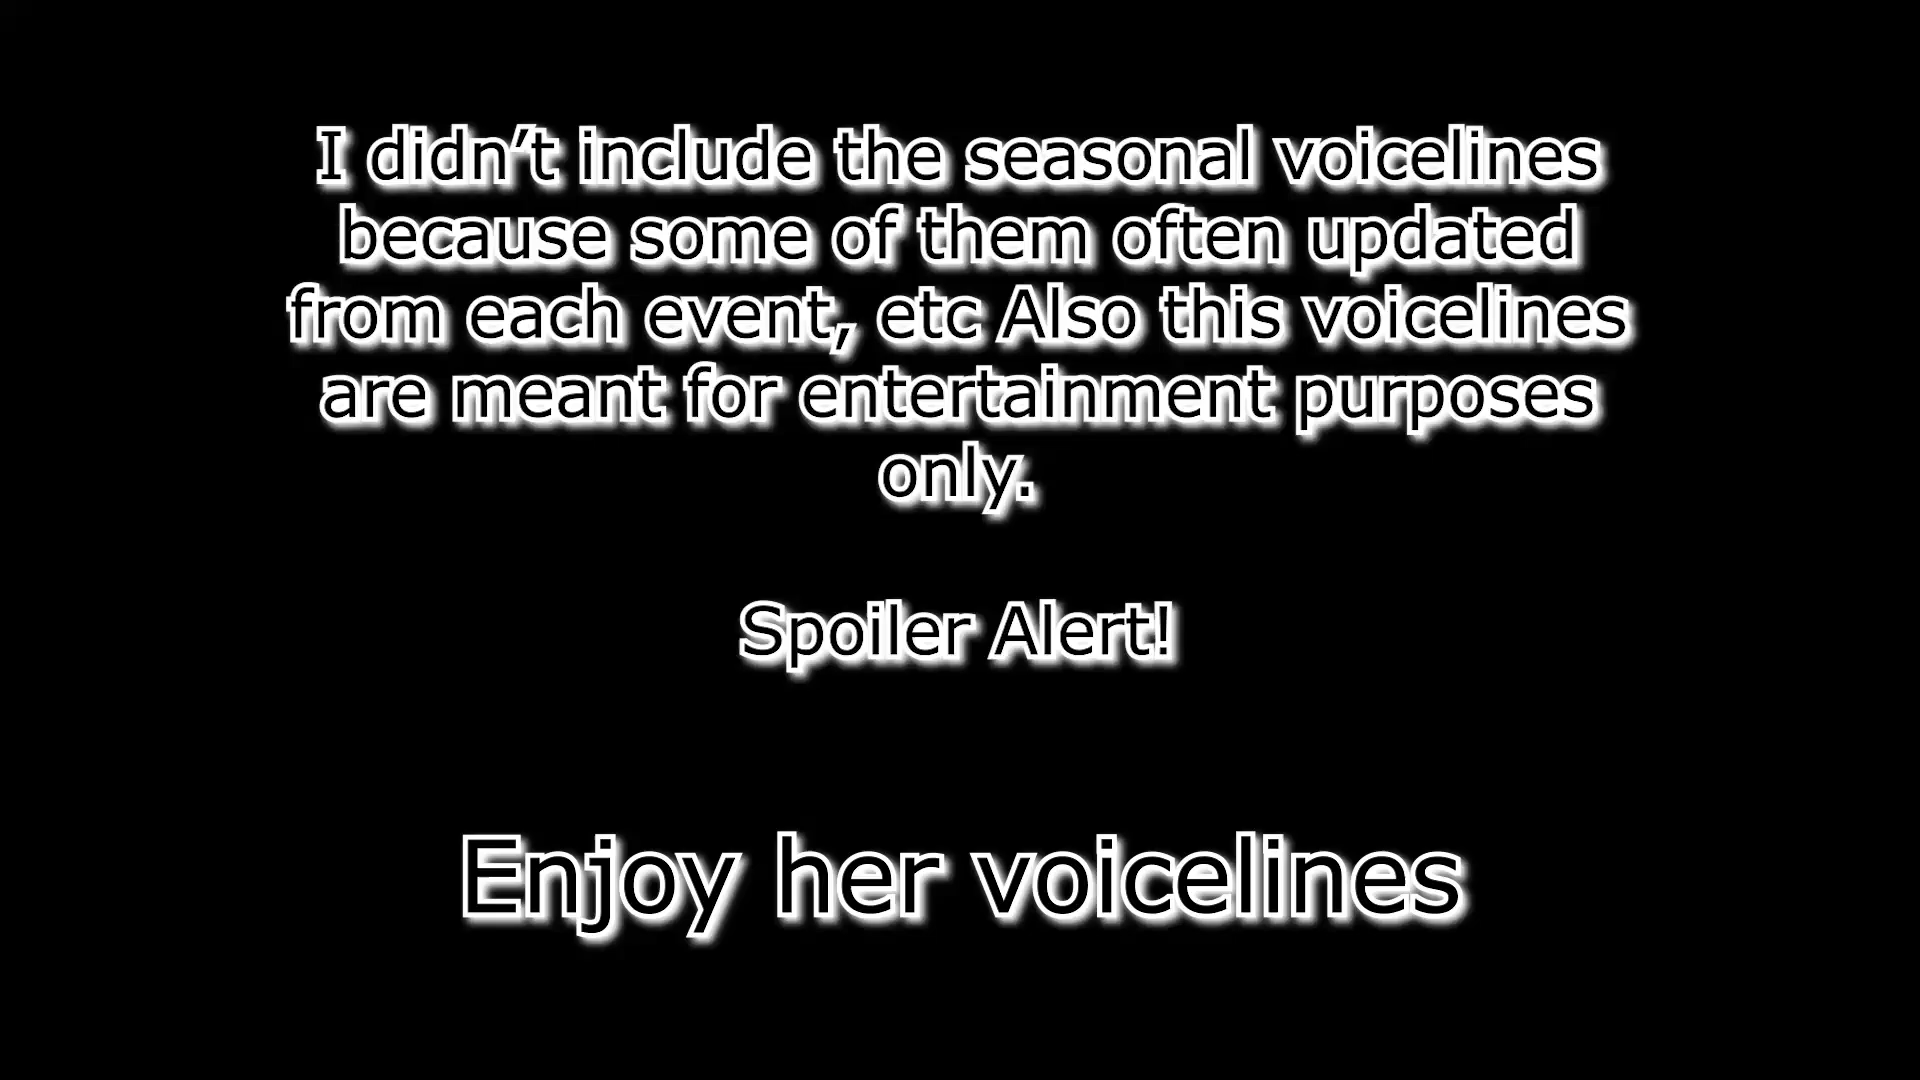 I didn’t include the seasonal voicelines
because some of them often updated
from each event, etc Also this voicelines
are meant for entertainment purposes
only.
Spoiler Alert!
Enjoy her voicelines